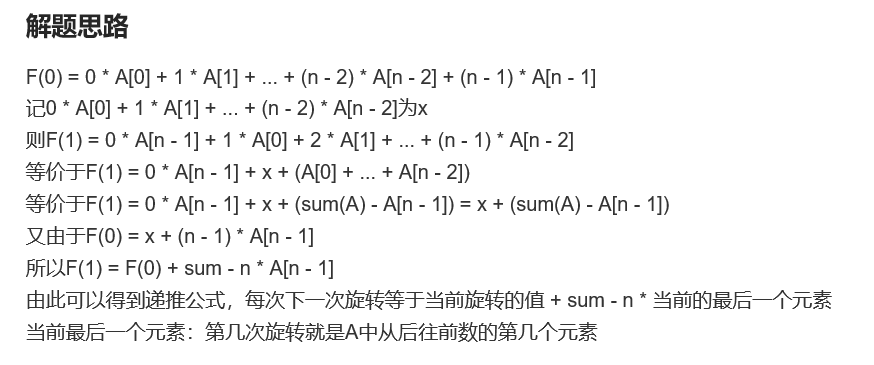 解题思路
F(0) = 0 * A[0] + 1 * A[1] + ... + (n - 2) * A[n - 2] + (n - 1) * A[n - 1]
记0 * A[0] + 1 * A[1] + ... + (n - 2) * A[n - 2]为x
则F(1) = 0 * A[n - 1] + 1 * A[0] + 2 * A[1] + ... + (n - 1) * A[n - 2]
等价于F(1) = 0 * A[n - 1] + x + (A[0] + ... + A[n - 2])
等价于F(1) = 0 * A[n - 1] + x + (sum(A) - A[n - 1]) = x + (sum(A) - A[n - 1])
又由于F(0) = x + (n - 1) * A[n - 1]
所以F(1) = F(0) + sum - n * A[n - 1]
由此可以得到递推公式，每次下一次旋转等于当前旋转的值 + sum - n * 当前的最后一个元素
当前最后一个元素：第几次旋转就是A中从后往前数的第几个元素